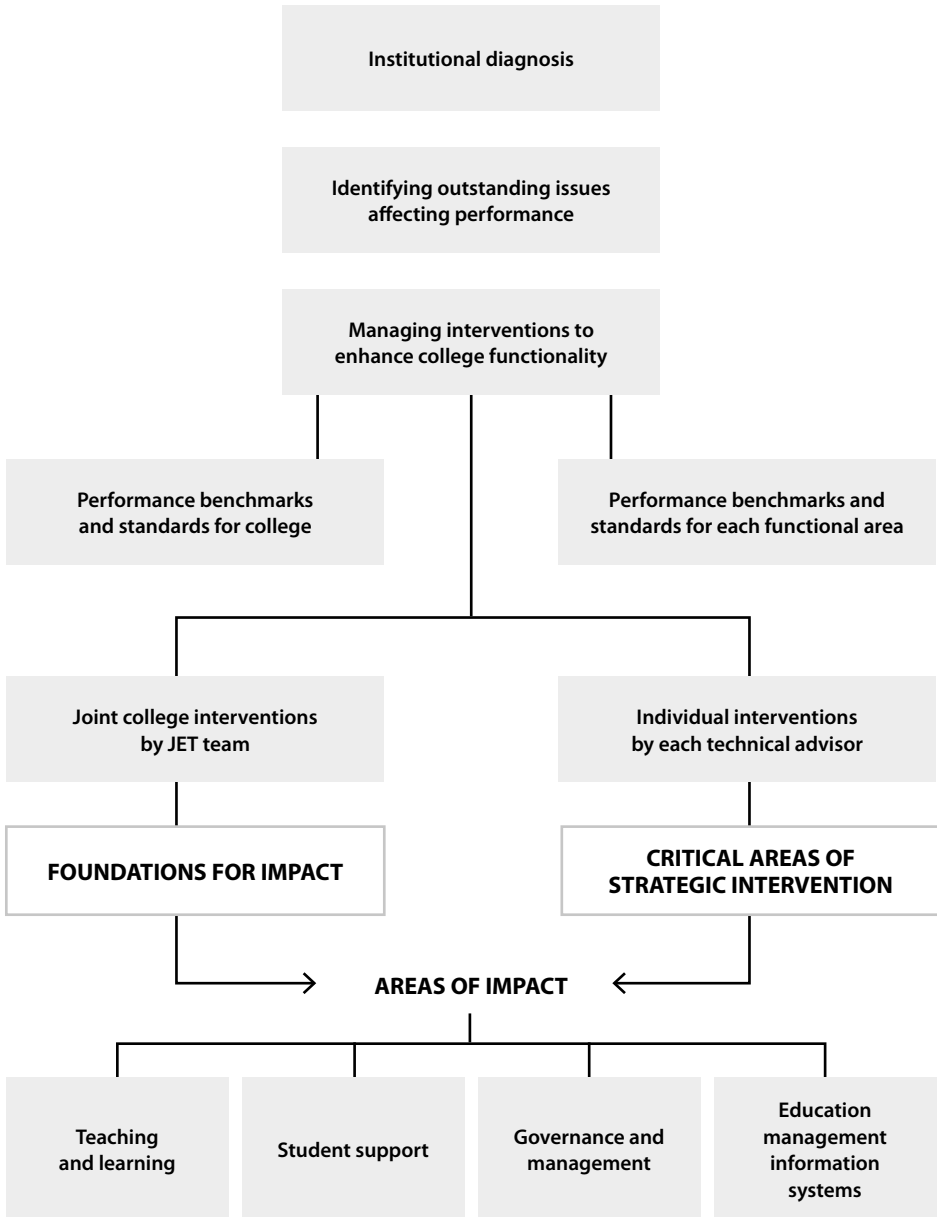 Institutional diagnosis
Identifying outstanding issues
affecting performance
Managing interventions to
enhance college functionality
Performance benchmarks
and standards for college
Performance benchmarks and
standards for each functional area
Joint college interventions
by JET team
Individual interventions
by each technical advisor
FOUNDATIONS FOR IMPACT
CRITICAL AREAS OF
STRATEGIC INTERVENTION
AREAS OF IMPACT
Teaching
and learning
Student support
Governance and
management
Education
management
information
systems